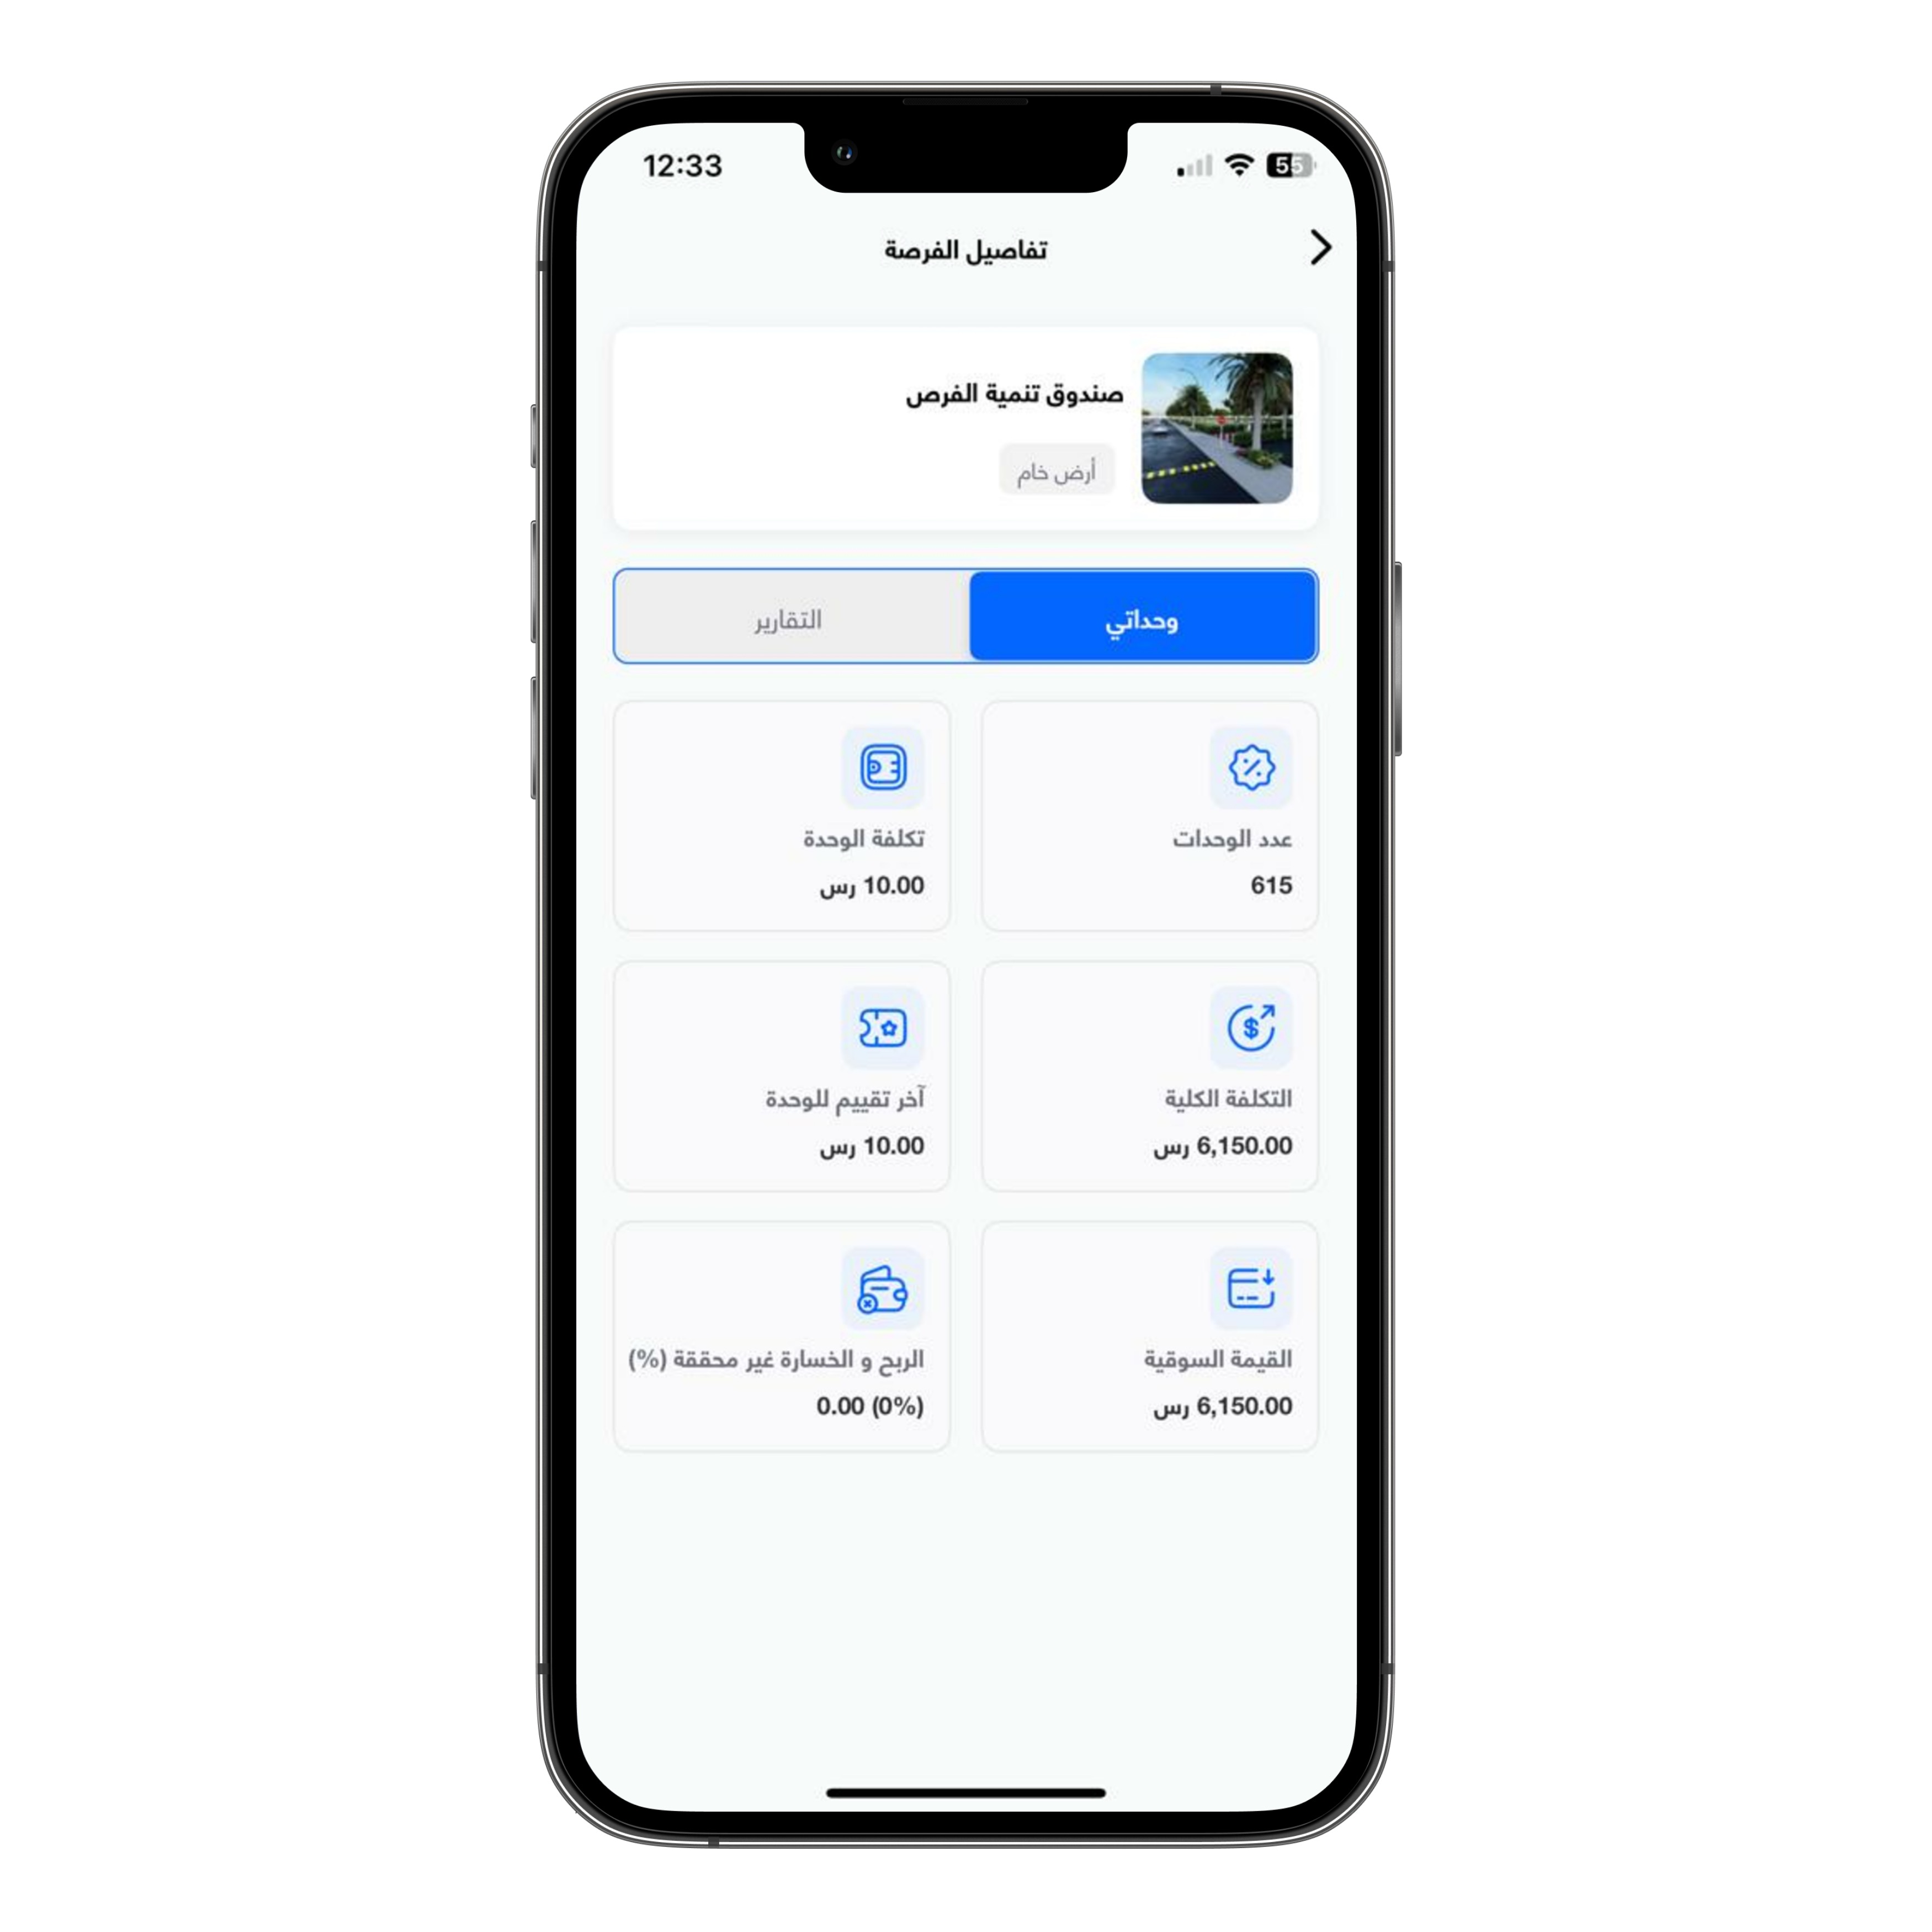 12:33
55
تفاصيل الفرصة
صندوق تنمية الفرص
أرض خام
وحداتي
التقارير
عدد الوحدات
615
تكلفة الوحدة
10.00 رس
التكلفة الكلية
6,150.00 رس
آخر تقييم للوحدة
10.00 رس
القيمة السوقية
6,150.00 رس
الربح و الخسارة غير محققة (%)
0.00 (0%)